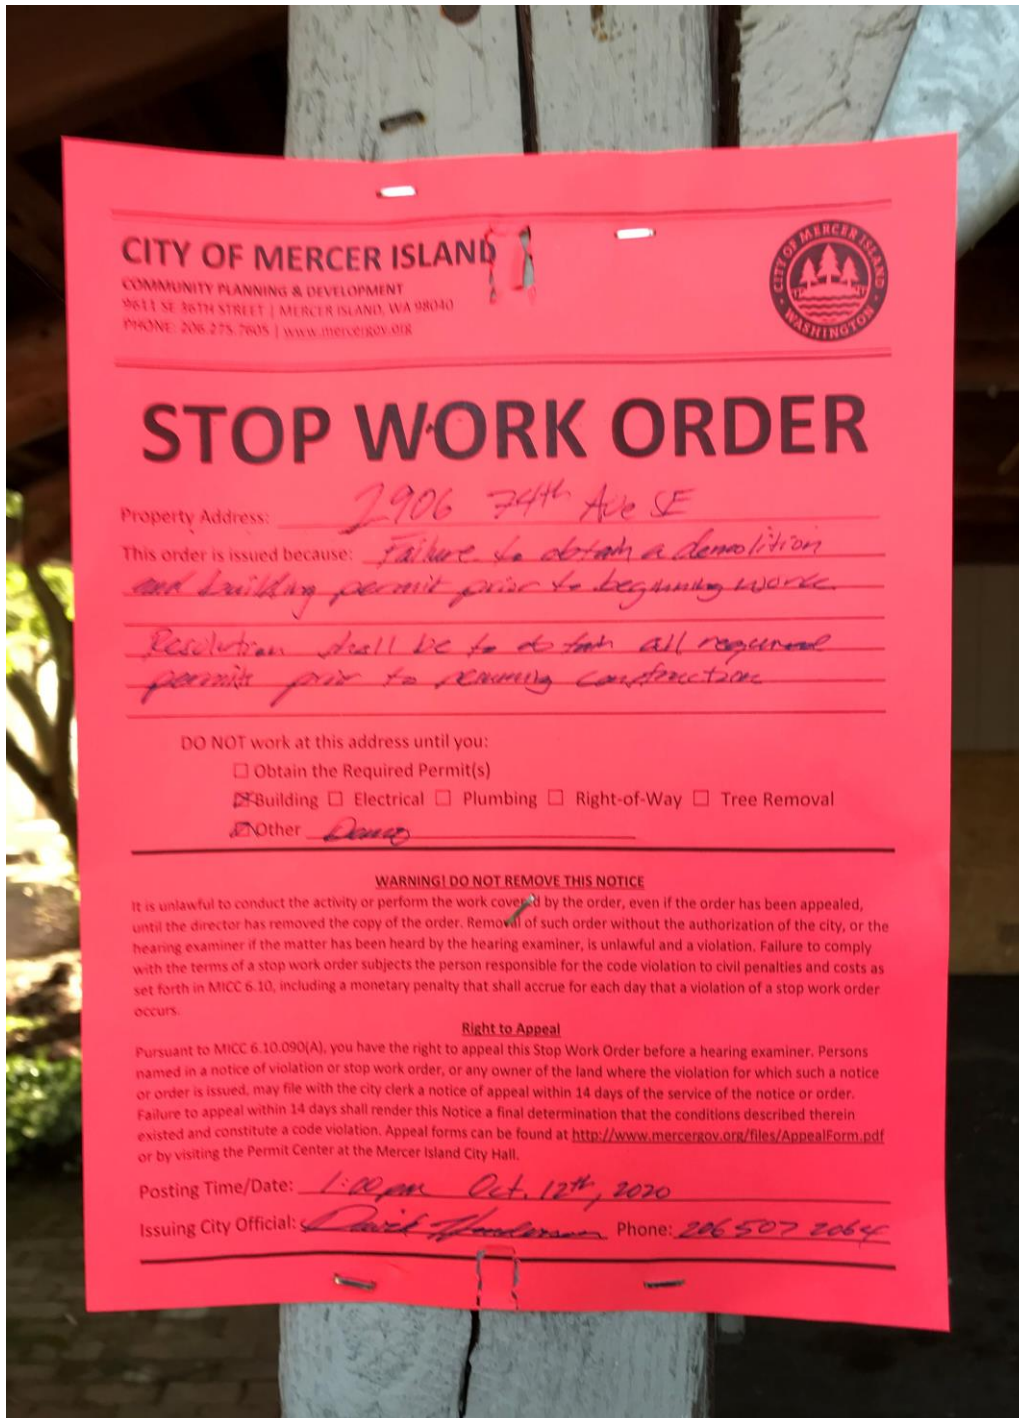 CITY OF MERCER ISLAND
COMMUNITY PLANNING & DEVELOPMENT
9611 SE 36TH STREET | MERCER ISLAND, WA 98040
PHONE: 206.275.7605 | www.mercergov.org
CITY OF MERCER ISLAND
WASHINGTON
STOP WORK ORDER
Property Address: 2906 74th Ave SE
This order is issued because: Failure to obtain a demolition
and building permit prior to beginning work.
Resolution shall be to obtain all required
permits prior to construction
DO NOT work at this address until you:
☐ Obtain the Required Permit(s)
☒ Building ☐ Electrical ☐ Plumbing ☐ Right-of-Way ☐ Tree Removal
☒ Other Demo
WARNING! DO NOT REMOVE THIS NOTICE
It is unlawful to conduct the activity or perform the work covered by the order, even if the order has been appealed,
until the director has removed the copy of the order. Removal of such order without the authorization of the city, or the
hearing examiner if the matter has been heard by the hearing examiner, is unlawful and a violation. Failure to comply
with the terms of a stop work order subjects the person responsible for the code violation to civil penalties and costs as
set forth in MICC 6.10, including a monetary penalty that shall accrue for each day that a violation of a stop work order
occurs.
Right to Appeal
Pursuant to MICC 6.10.090(A), you have the right to appeal this Stop Work Order before a hearing examiner. Persons
named in a notice of violation or stop work order, or any owner of the land where the violation for which such a notice
or order is issued, may file with the city clerk a notice of appeal within 14 days of the service of the notice or order.
Failure to appeal within 14 days shall render this Notice a final determination that the conditions described therein
existed and constitute a code violation. Appeal forms can be found at http://www.mercergov.org/files/AppealForm.pdf
or by visiting the Permit Center at the Mercer Island City Hall.
Posting Time/Date: 1:00 pm Oct. 12th, 2020
Issuing City Official: Henderson Phone: 206 507 2064